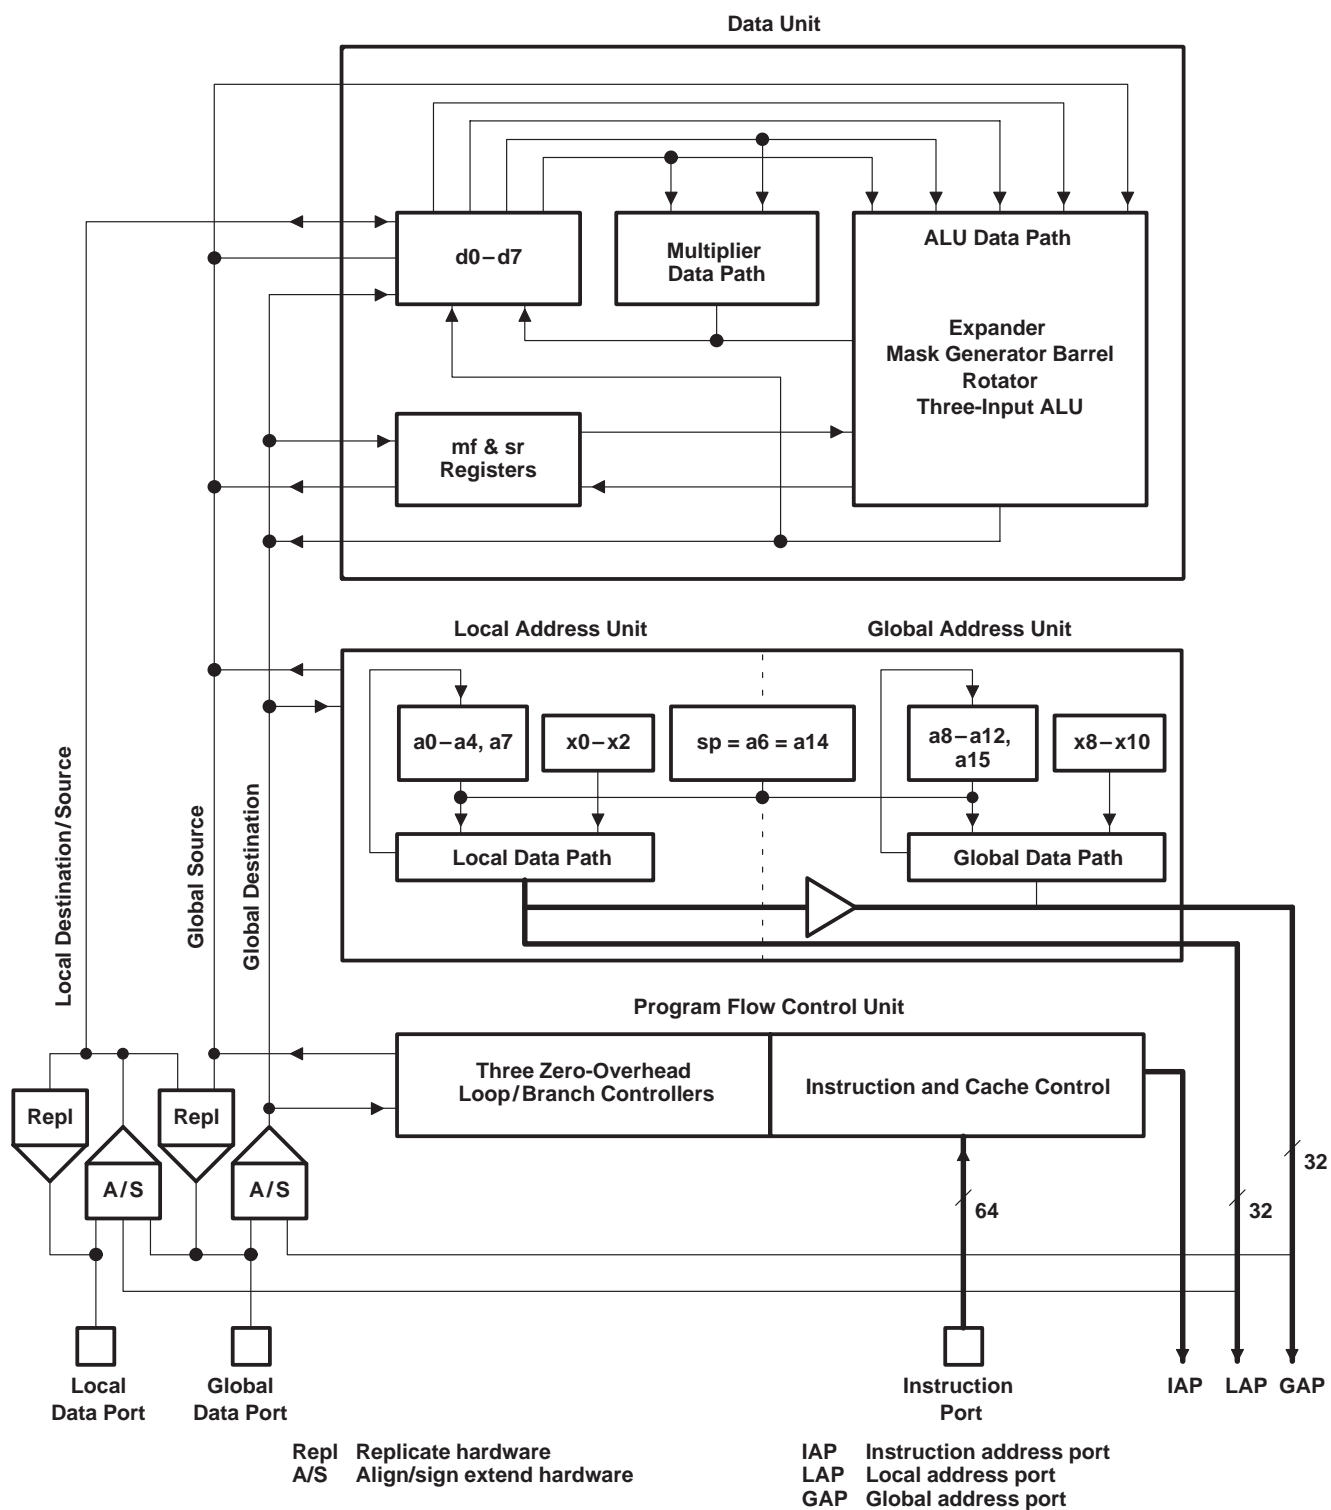 Data Unit
d0–d7
Multiplier
Data Path
ALU Data Path
Expander
Mask Generator Barrel
Rotator
Three-Input ALU
mf & sr
Registers
Local Address Unit
Global Address Unit
a0–a4, a7
x0–x2
sp = a6 = a14
a8–a12,
a15
x8–x10
Local Data Path
Global Data Path
Local Destination/Source
Global Source
Global Destination
Program Flow Control Unit
Three Zero-Overhead
Loop/Branch Controllers
Instruction and Cache Control
Repl
Repl
A/S
A/S
64
32
32
Local
Data Port
Global
Data Port
Instruction
Port
IAP
LAP
GAP
Repl Replicate hardware
A/S Align/sign extend hardware
IAP Instruction address port
LAP Local address port
GAP Global address port